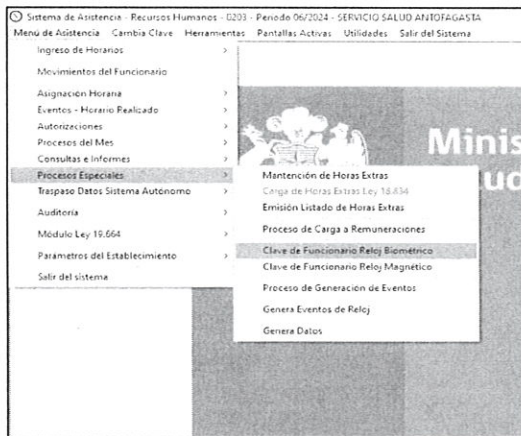 Sistema de Asistencia - Recursos Humanos - 0203 - Periodo 06/2024 - SERVICIO SALUD ANTOFAGASTA
Menú de Asistencia Cambia Clave Herramientas Pantallas Activas Utilidades Salir del Sistema
Ingreso de Horarios >
Movimientos del Funcionario
Asignación Horaria >
Eventos - Horario Realizado >
Autorizaciones >
Procesos del Mes >
Consultas e Informes >
Procesos Especiales >
Traspaso Datos Sistema Autónomo >
Auditoría >
Módulo Ley 19.664 >
Parámetros del Establecimiento >
Salir del sistema
Minis
ud
Mantención de Horas Extras
Carga de Horas Extras Ley 18.834
Emisión Listado de Horas Extras
Proceso de Carga a Remuneraciones
Clave de Funcionario Reloj Biométrico
Clave de Funcionario Reloj Magnético
Proceso de Generación de Eventos
Genera Eventos de Reloj
Genera Datos